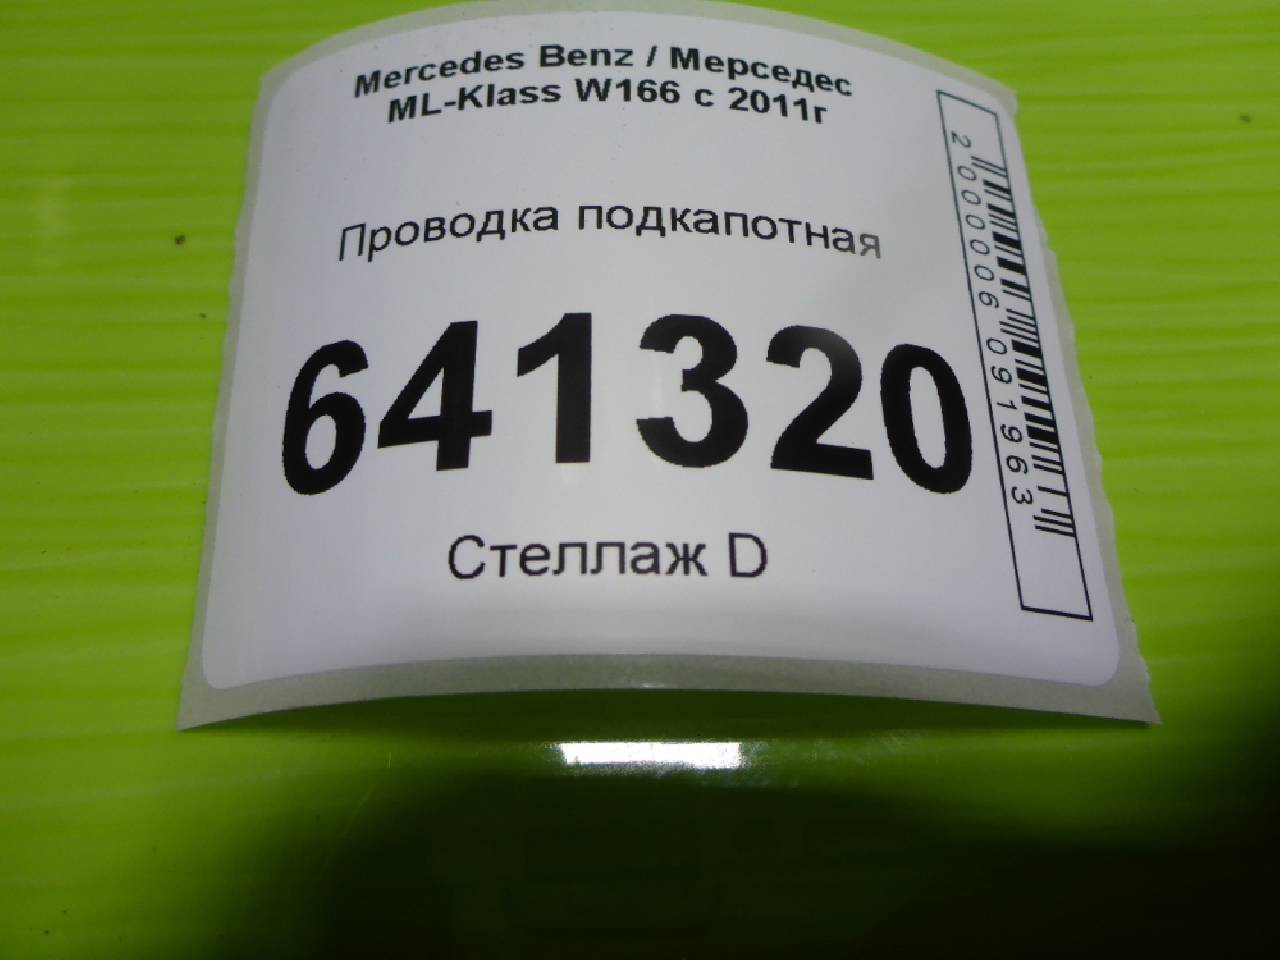 Mercedes Benz / Мерседес
ML-Klass W166 с 2011г
Проводка подкапотная
641320
Стеллаж D
2000006091963